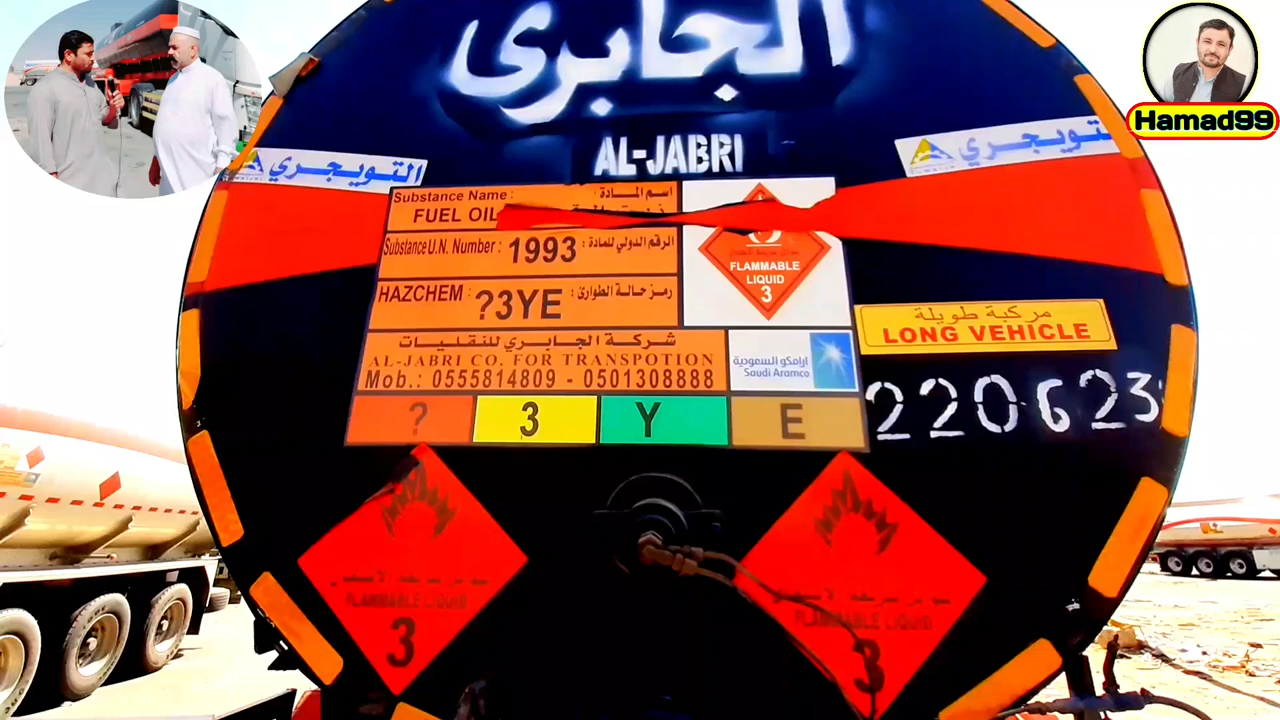 الجابرى
AL-JABRI
التويجري
تويجري
Hamad99
Substance Name :
اسم المادة :
FUEL OIL
Substance U.N. Number :
1993
الرقم الدولي للمادة :
HAZCHEM :
?3YE
رمز حالة الطوارئ :
شركة الجابري للنقليات
AL-JABRI CO. FOR TRANSPOTION
Mob.: 0555814809 - 0501308888
? 3 Y E
FLAMMABLE
LIQUID
3
أرامكو السعودية
Saudi Aramco
مركبة طويلة
LONG VEHICLE
220623
FLAMMABLE LIQUID
3
FLAMMABLE LIQUID
3